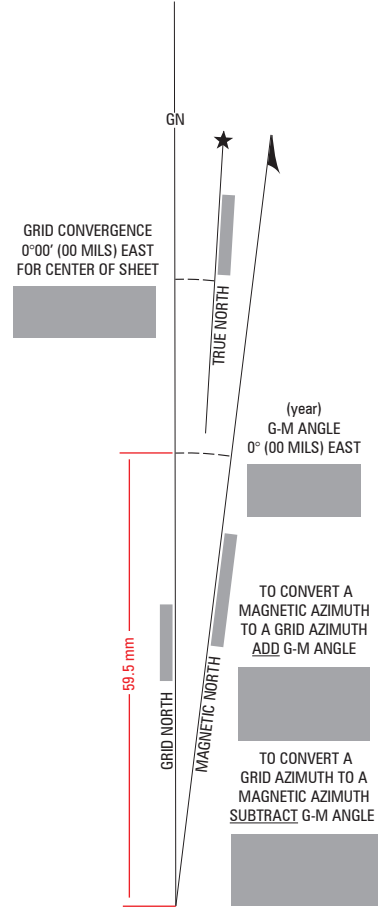 GN
GRID CONVERGENCE
0°00' (00 MILS) EAST
FOR CENTER OF SHEET
TRUE NORTH
(year)
G-M ANGLE
0° (00 MILS) EAST
59.5 mm
GRID NORTH
MAGNETIC NORTH
TO CONVERT A
MAGNETIC AZIMUTH
TO A GRID AZIMUTH
ADD G-M ANGLE
TO CONVERT A
GRID AZIMUTH TO A
MAGNETIC AZIMUTH
SUBTRACT G-M ANGLE